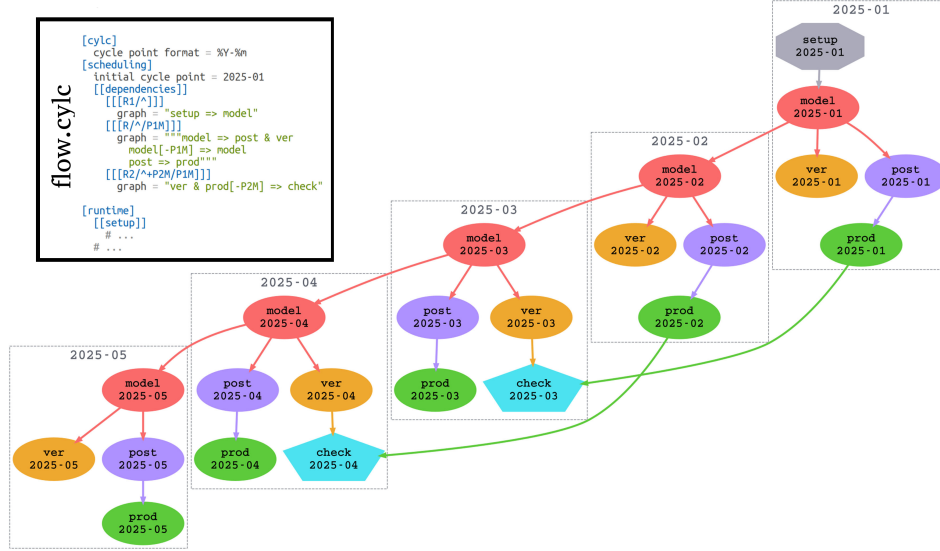 flow.cylc
[cylc]
cycle point format = %Y-%m
[scheduling]
initial cycle point = 2025-01
[[dependencies]]
[[[R1/^]]]
graph = "setup => model"
[[[R/^/P1M]]]
graph = """model => post & ver
model[-P1M] => model
post => prod"""
[[[R2/^+P2M/P1M]]]
graph = "ver & prod[-P2M] => check"
[runtime]
[[setup]]
# ...
# ...
2025-01
setup
2025-01
model
2025-01
ver
2025-01
post
2025-01
prod
2025-01
2025-02
model
2025-02
ver
2025-02
post
2025-02
prod
2025-02
2025-03
model
2025-03
post
2025-03
ver
2025-03
prod
2025-03
check
2025-03
2025-04
model
2025-04
post
2025-04
ver
2025-04
prod
2025-04
check
2025-04
2025-05
model
2025-05
ver
2025-05
post
2025-05
prod
2025-05